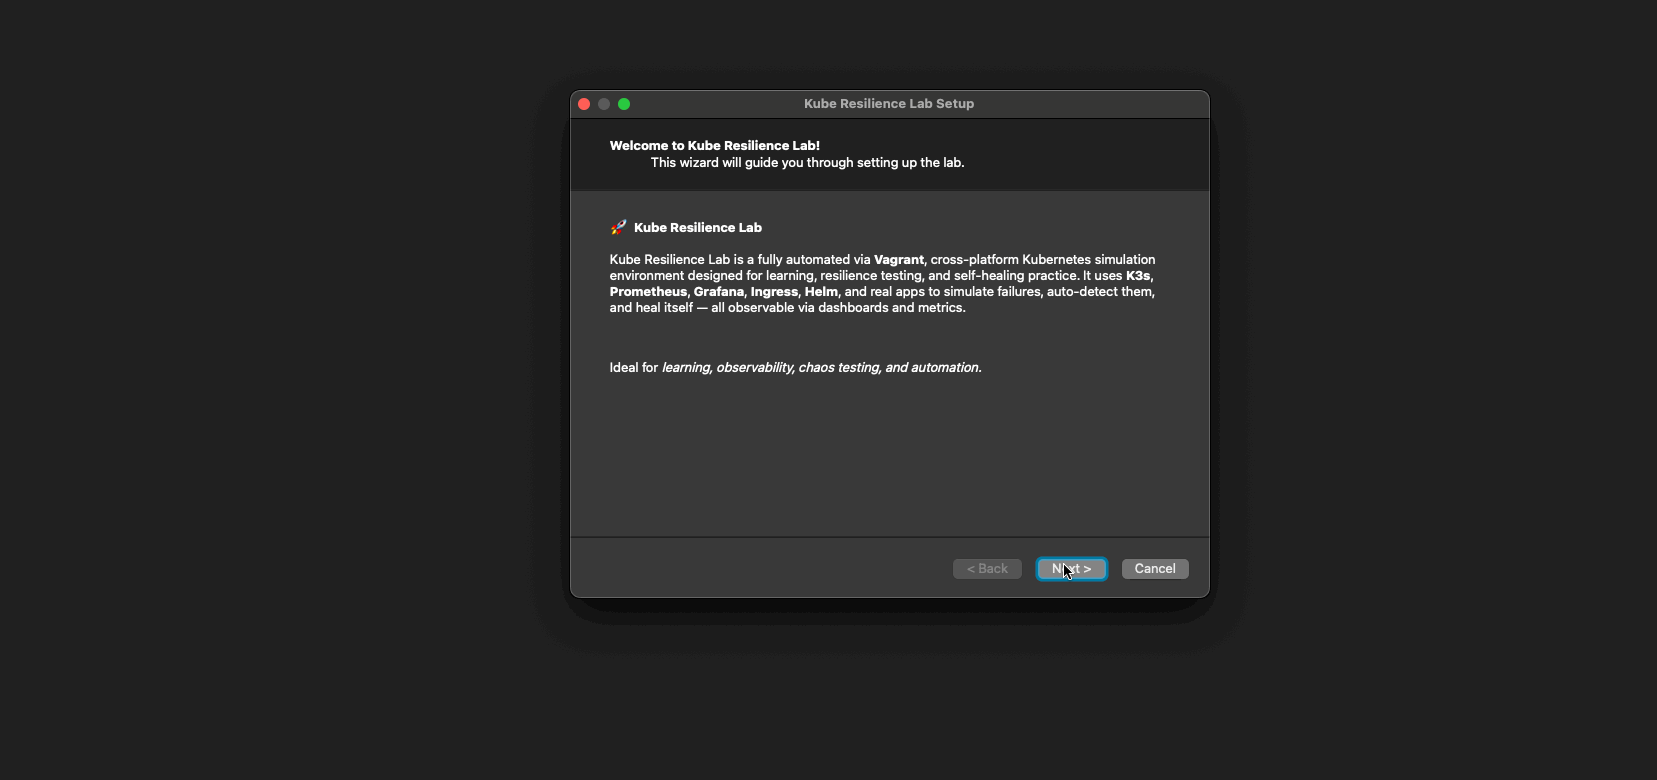 Kube Resilience Lab Setup
Welcome to Kube Resilience Lab!
This wizard will guide you through setting up the lab.
🚀 Kube Resilience Lab
Kube Resilience Lab is a fully automated via Vagrant, cross-platform Kubernetes simulation
environment designed for learning, resilience testing, and self-healing practice. It uses K3s,
Prometheus, Grafana, Ingress, Helm, and real apps to simulate failures, auto-detect them,
and heal itself — all observable via dashboards and metrics.
Ideal for learning, observability, chaos testing, and automation.
< Back Next > Cancel